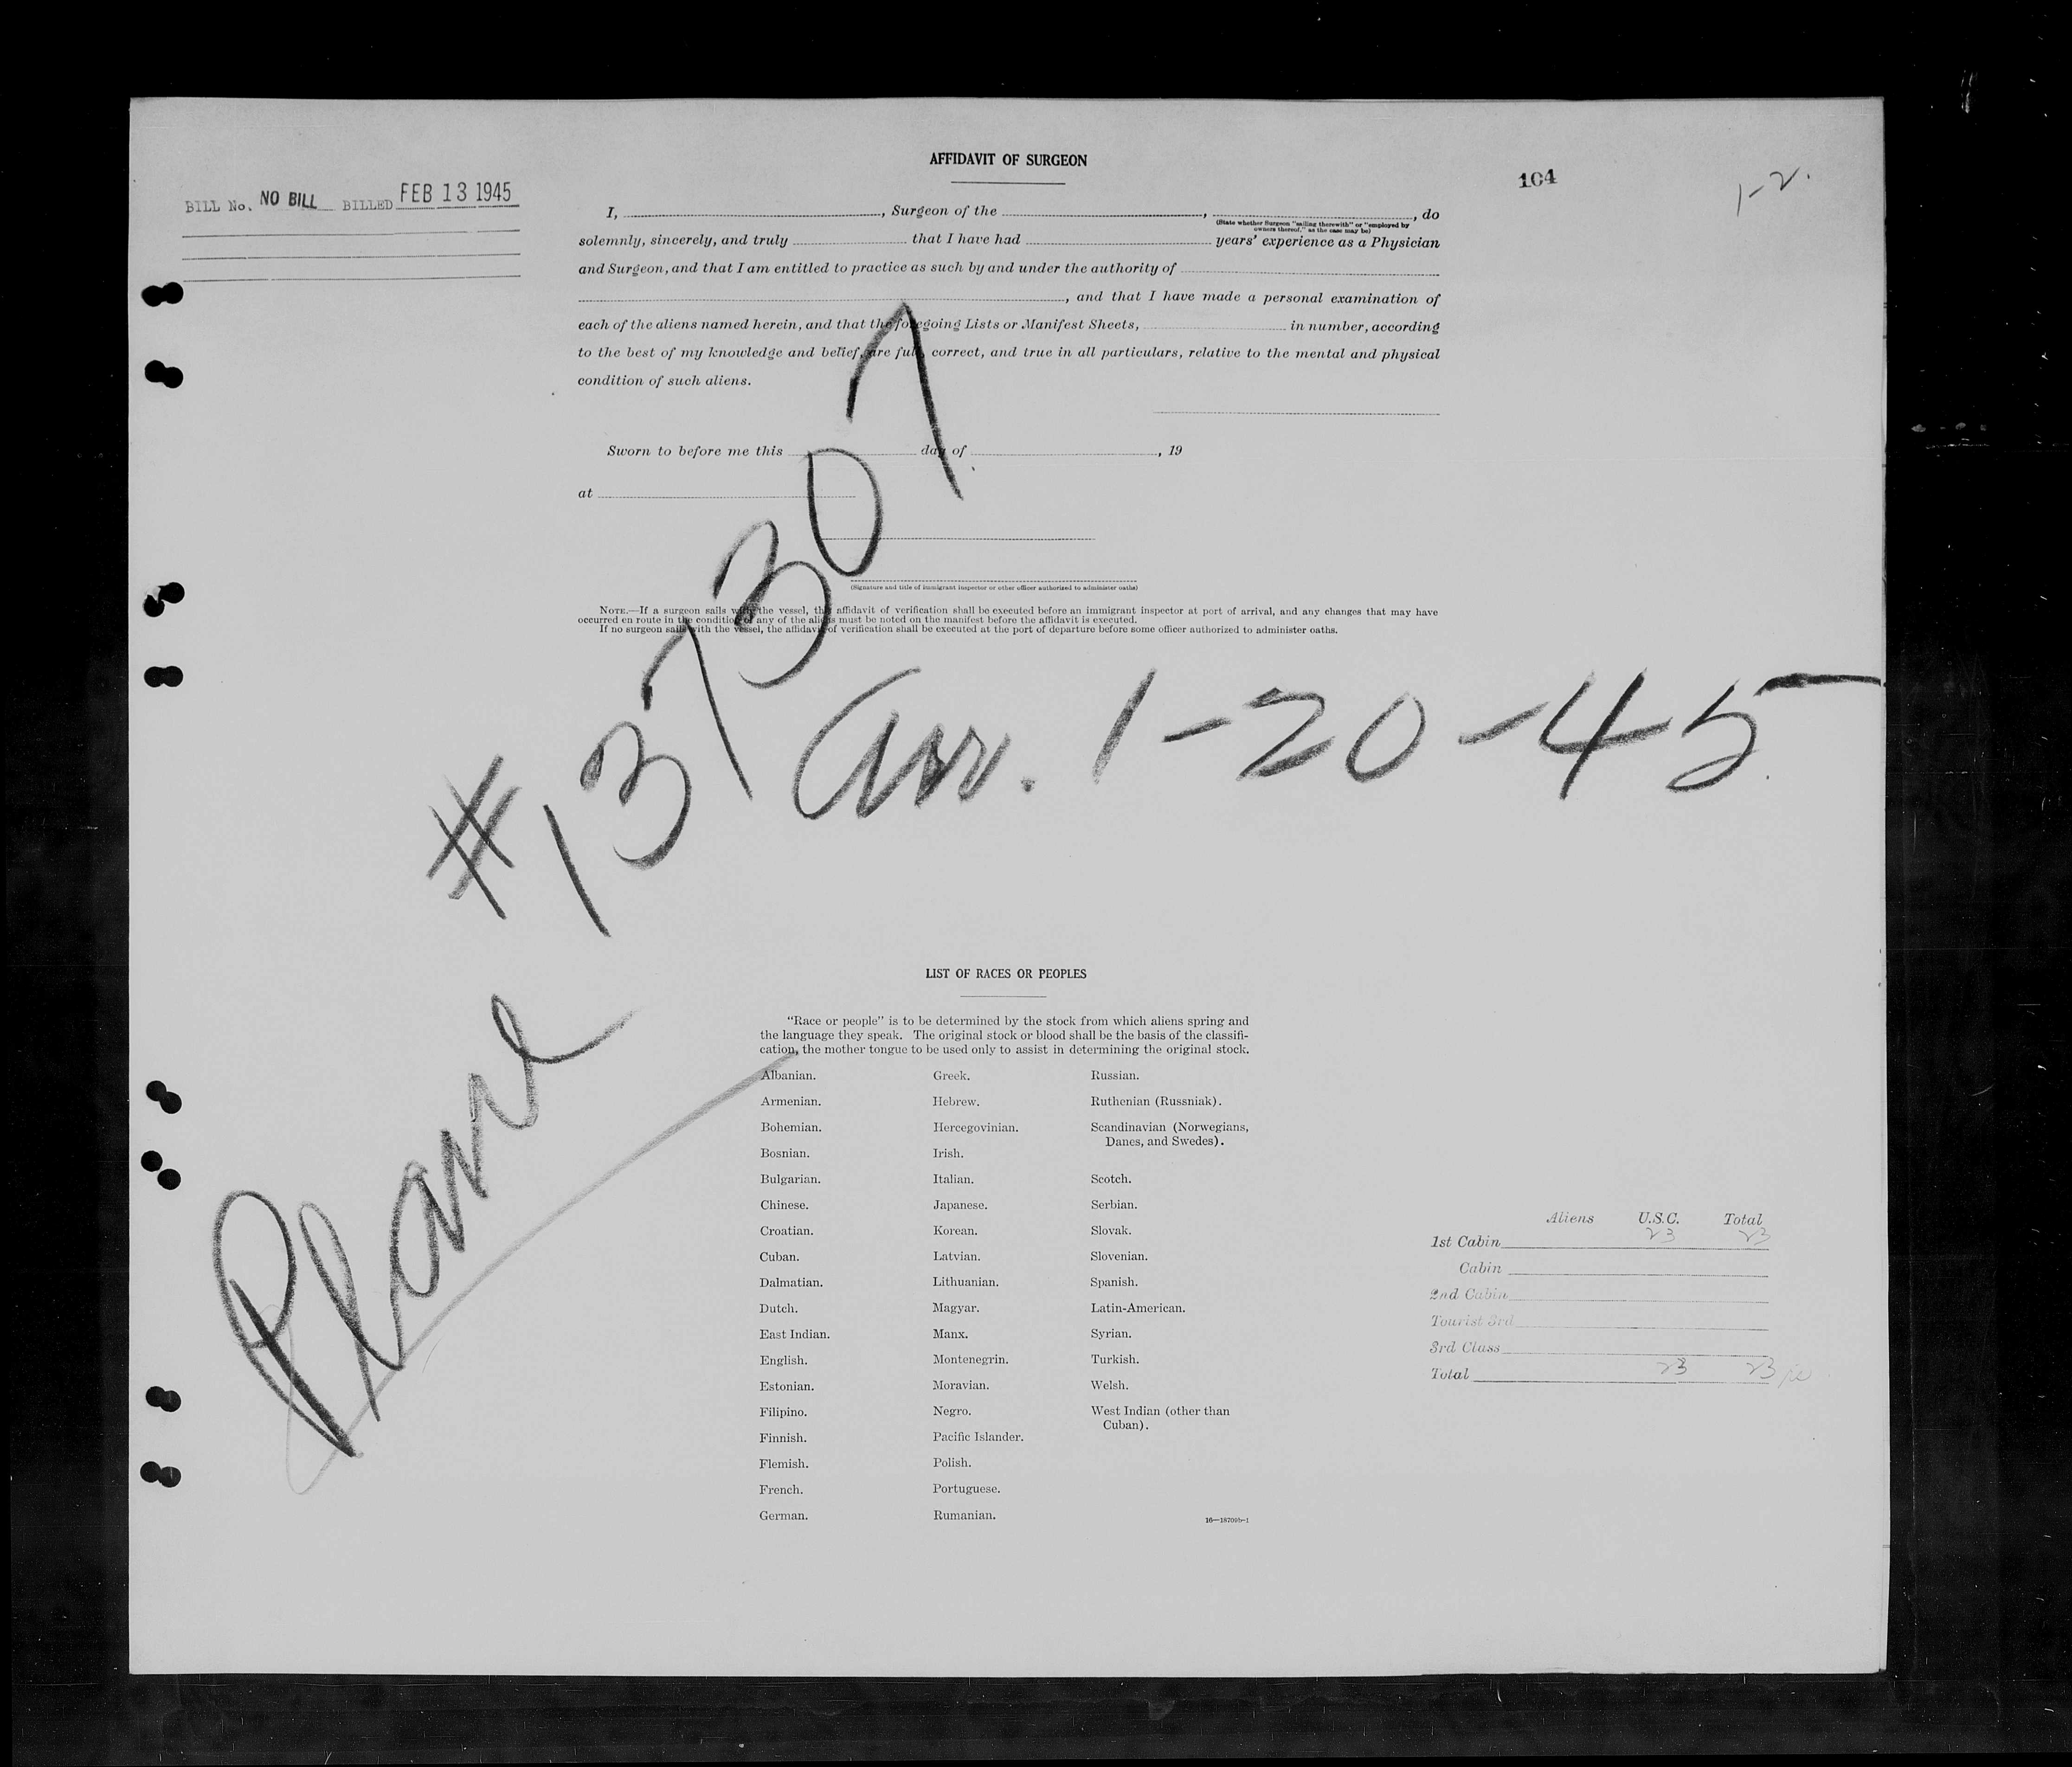 AFFIDAVIT OF SURGEON
104
1-2.
BILL No. NO BILL BILLED FEB 13 1945
I, , Surgeon of the , , do
(State whether Surgeon "sailing therewith" or "employed by
owners thereof," as the case may be)
solemnly, sincerely, and truly that I have had years' experience as a Physician
and Surgeon, and that I am entitled to practice as such by and under the authority of
, and that I have made a personal examination of
each of the aliens named herein, and that the foregoing Lists or Manifest Sheets, in number, according
to the best of my knowledge and belief, are full, correct, and true in all particulars, relative to the mental and physical
condition of such aliens.
Sworn to before me this day of , 19
at
(Signature and title of immigrant inspector or other officer authorized to administer oaths)
NOTE.—If a surgeon sails with the vessel, this affidavit of verification shall be executed before an immigrant inspector at port of arrival, and any changes that may have
occurred en route in the condition of any of the aliens must be noted on the manifest before the affidavit is executed.
If no surgeon sails with the vessel, the affidavit of verification shall be executed at the port of departure before some officer authorized to administer oaths.
Plane #137307
Arr. 1-20-45
LIST OF RACES OR PEOPLES
"Race or people" is to be determined by the stock from which aliens spring and
the language they speak. The original stock or blood shall be the basis of the classifi-
cation, the mother tongue to be used only to assist in determining the original stock.
Albanian.
Armenian.
Bohemian.
Bosnian.
Bulgarian.
Chinese.
Croatian.
Cuban.
Dalmatian.
Dutch.
East Indian.
English.
Estonian.
Filipino.
Finnish.
Flemish.
French.
German.
Greek.
Hebrew.
Hercegovinian.
Irish.
Italian.
Japanese.
Korean.
Latvian.
Lithuanian.
Magyar.
Manx.
Montenegrin.
Moravian.
Negro.
Pacific Islander.
Polish.
Portuguese.
Rumanian.
Russian.
Ruthenian (Russniak).
Scandinavian (Norwegians,
Danes, and Swedes).
Scotch.
Serbian.
Slovak.
Slovenian.
Spanish.
Latin-American.
Syrian.
Turkish.
Welsh.
West Indian (other than
Cuban).
16—18709b-1
Aliens U.S.C. Total
1st Cabin 23 23
Cabin
2nd Cabin
Tourist 3rd
3rd Class
Total 23 23